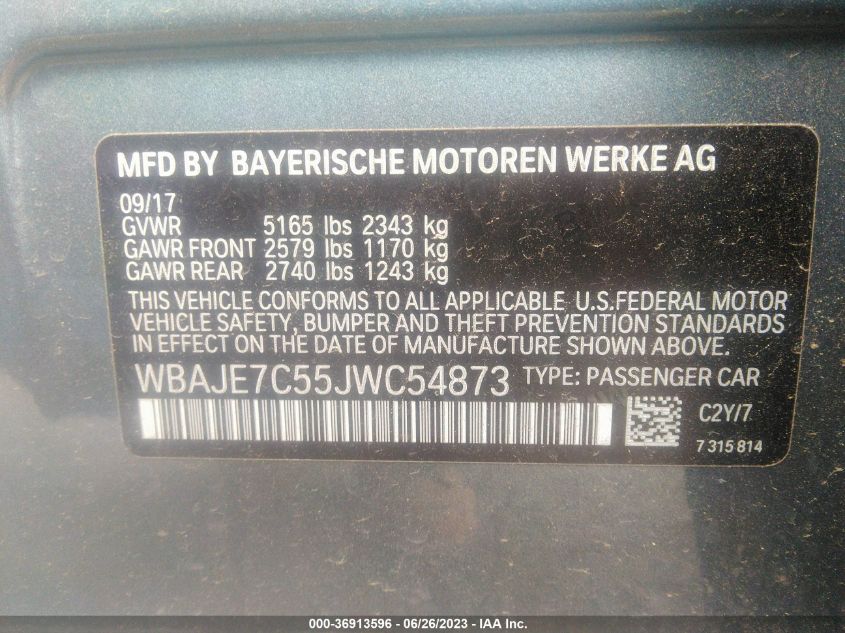 MFD BY BAYERISCHE MOTOREN WERKE AG
09/17
GVWR 5165 lbs 2343 kg
GAWR FRONT 2579 lbs 1170 kg
GAWR REAR 2740 lbs 1243 kg
THIS VEHICLE CONFORMS TO ALL APPLICABLE U.S.FEDERAL MOTOR
VEHICLE SAFETY, BUMPER AND THEFT PREVENTION STANDARDS
IN EFFECT ON THE DATE OF MANUFACTURE SHOWN ABOVE.
WBAJE7C55JWC54873 TYPE: PASSENGER CAR
C2Y/7
7 315 814
000-36913596 - 06/26/2023 - IAA Inc.